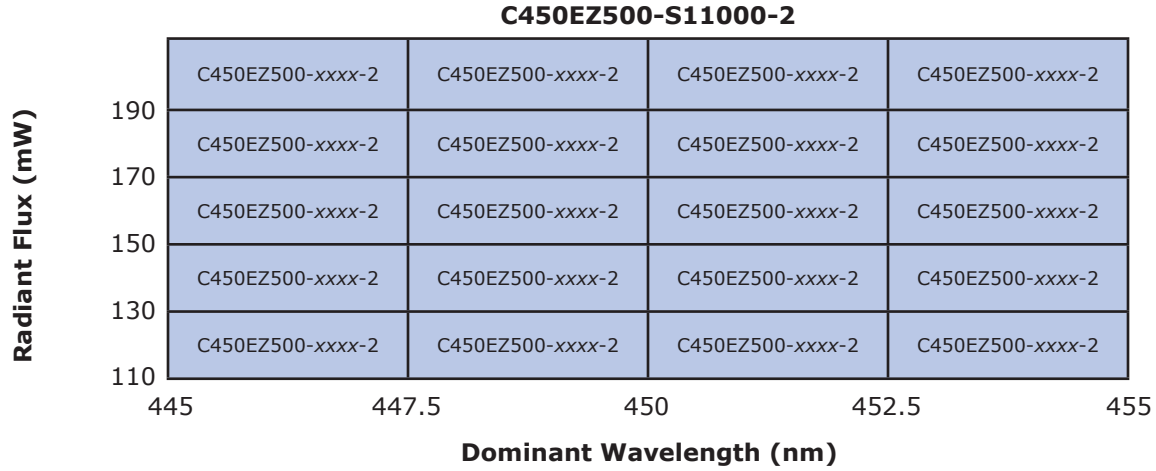 C450EZ500-S11000-2
C450EZ500-xxxx-2 C450EZ500-xxxx-2 C450EZ500-xxxx-2 C450EZ500-xxxx-2
190
C450EZ500-xxxx-2 C450EZ500-xxxx-2 C450EZ500-xxxx-2 C450EZ500-xxxx-2
170
C450EZ500-xxxx-2 C450EZ500-xxxx-2 C450EZ500-xxxx-2 C450EZ500-xxxx-2
150
C450EZ500-xxxx-2 C450EZ500-xxxx-2 C450EZ500-xxxx-2 C450EZ500-xxxx-2
130
C450EZ500-xxxx-2 C450EZ500-xxxx-2 C450EZ500-xxxx-2 C450EZ500-xxxx-2
110
Radiant Flux (mW)
445 447.5 450 452.5 455
Dominant Wavelength (nm)